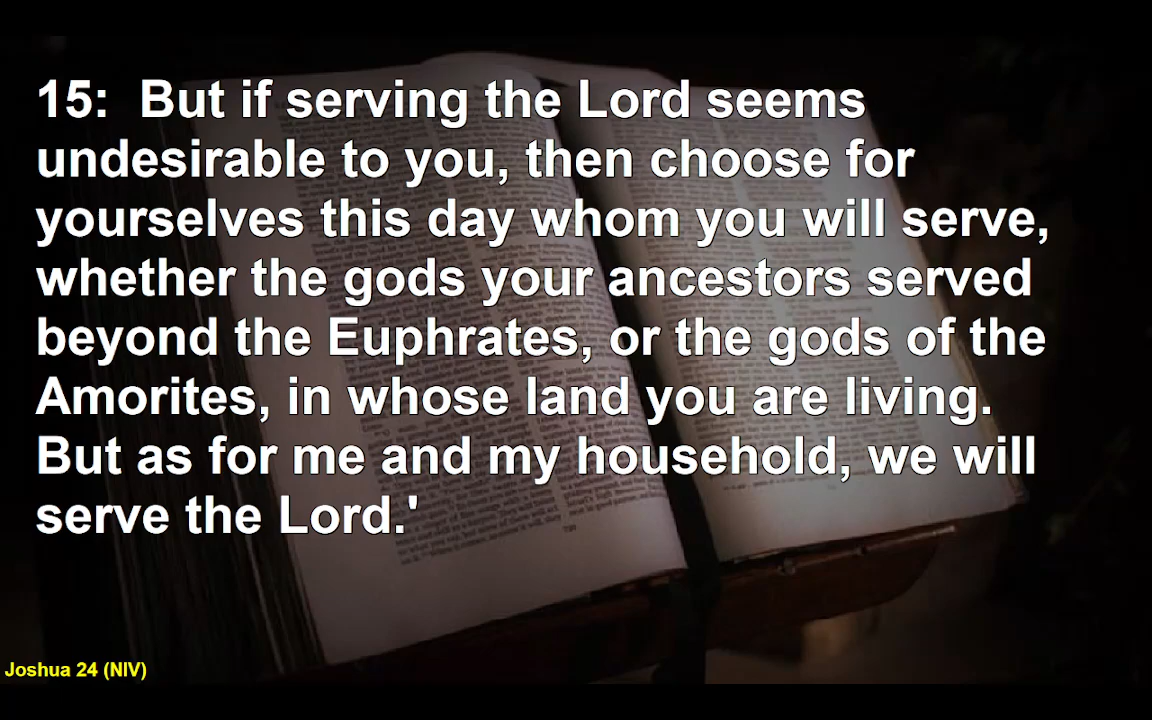 15:  But if serving the Lord seems
undesirable to you, then choose for
yourselves this day whom you will serve,
whether the gods your ancestors served
beyond the Euphrates, or the gods of the
Amorites, in whose land you are living.
But as for me and my household, we will
serve the Lord.'
Joshua 24 (NIV)